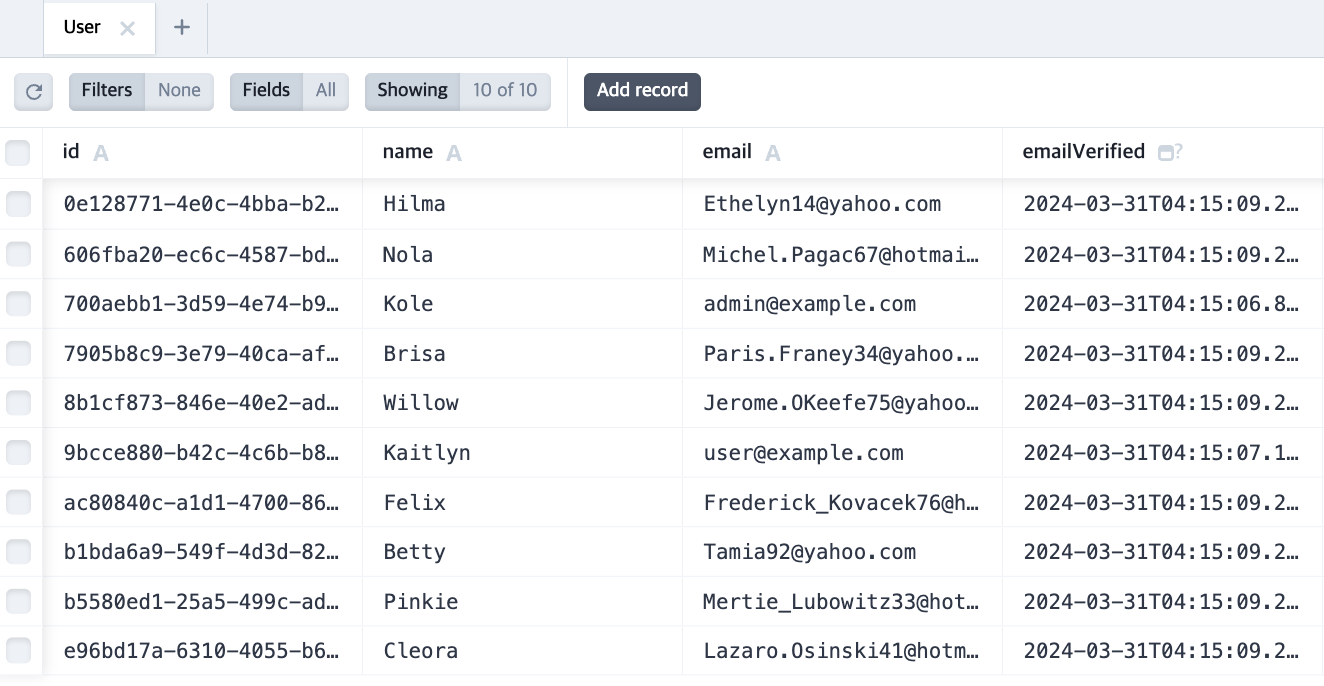 User
Filters None Fields All Showing 10 of 10 Add record
id A name A email A emailVerified ?
0e128771-4e0c-4bba-b2… Hilma Ethelyn14@yahoo.com 2024-03-31T04:15:09.2…
606fba20-ec6c-4587-bd… Nola Michel.Pagac67@hotmai… 2024-03-31T04:15:09.2…
700aebb1-3d59-4e74-b9… Kole admin@example.com 2024-03-31T04:15:06.8…
7905b8c9-3e79-40ca-af… Brisa Paris.Franey34@yahoo.… 2024-03-31T04:15:09.2…
8b1cf873-846e-40e2-ad… Willow Jerome.OKeefe75@yahoo… 2024-03-31T04:15:09.2…
9bcce880-b42c-4c6b-b8… Kaitlyn user@example.com 2024-03-31T04:15:07.1…
ac80840c-a1d1-4700-86… Felix Frederick_Kovacek76@h… 2024-03-31T04:15:09.2…
b1bda6a9-549f-4d3d-82… Betty Tamia92@yahoo.com 2024-03-31T04:15:09.2…
b5580ed1-25a5-499c-ad… Pinkie Mertie_Lubowitz33@hot… 2024-03-31T04:15:09.2…
e96bd17a-6310-4055-b6… Cleora Lazaro.Osinski41@hotm… 2024-03-31T04:15:09.2…